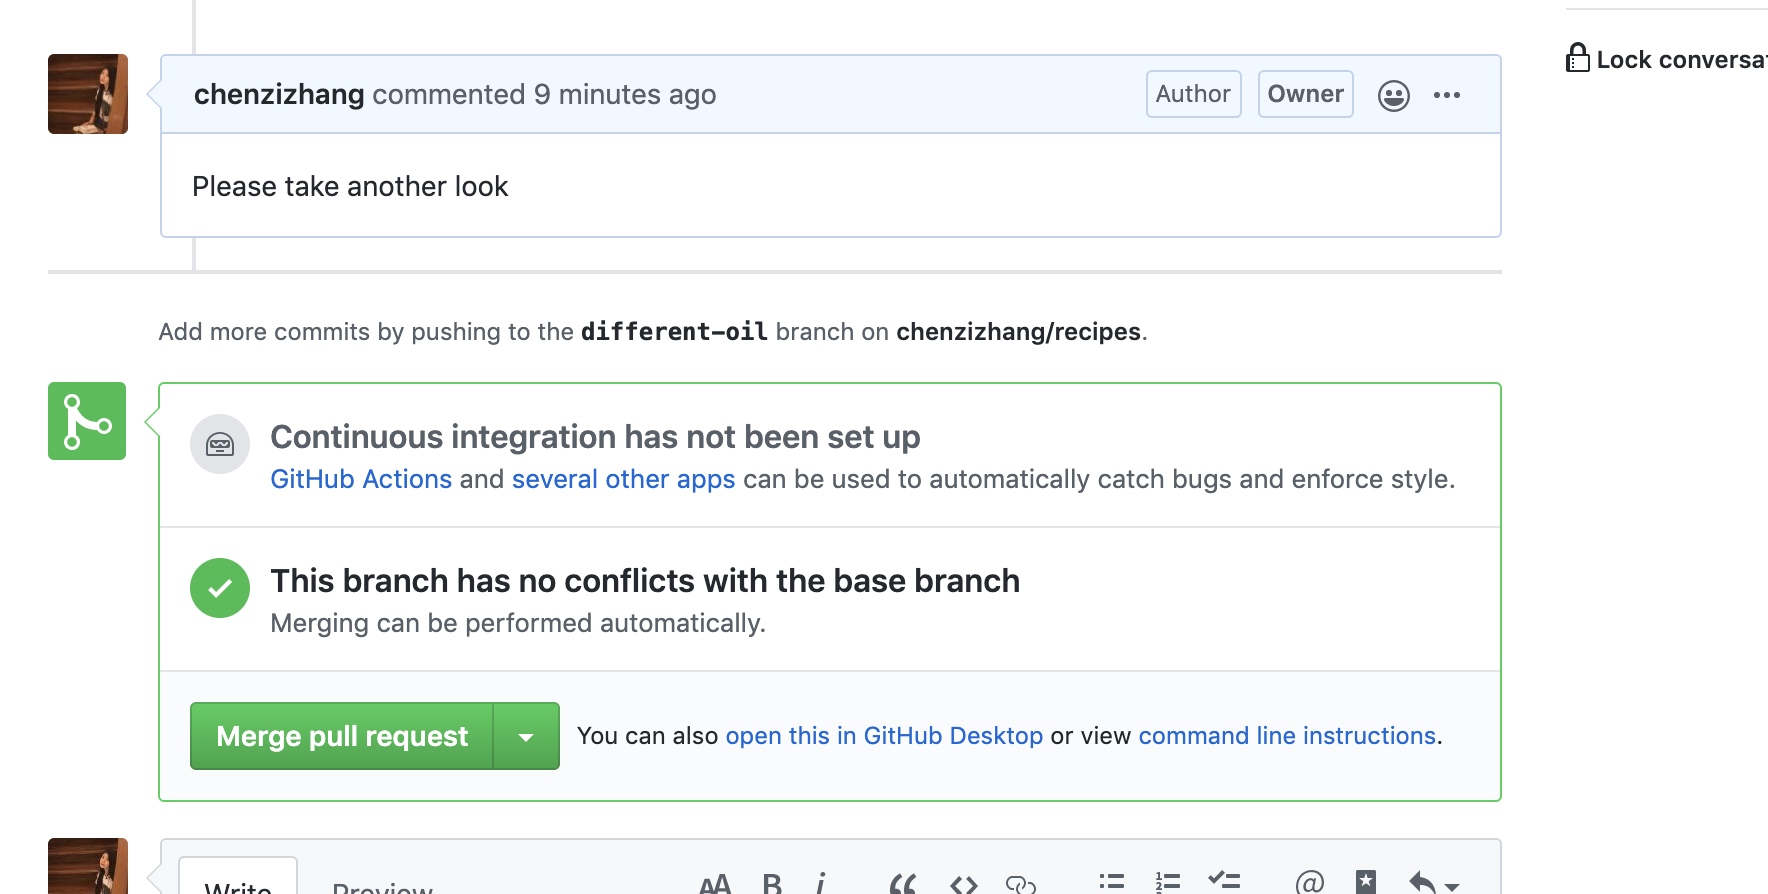 Lock conversat
chenzizhang commented 9 minutes ago
Author
Owner
Please take another look
Add more commits by pushing to the different-oil branch on chenzizhang/recipes.
Continuous integration has not been set up
GitHub Actions and several other apps can be used to automatically catch bugs and enforce style.
This branch has no conflicts with the base branch
Merging can be performed automatically.
Merge pull request
You can also open this in GitHub Desktop or view command line instructions.
Write
Preview